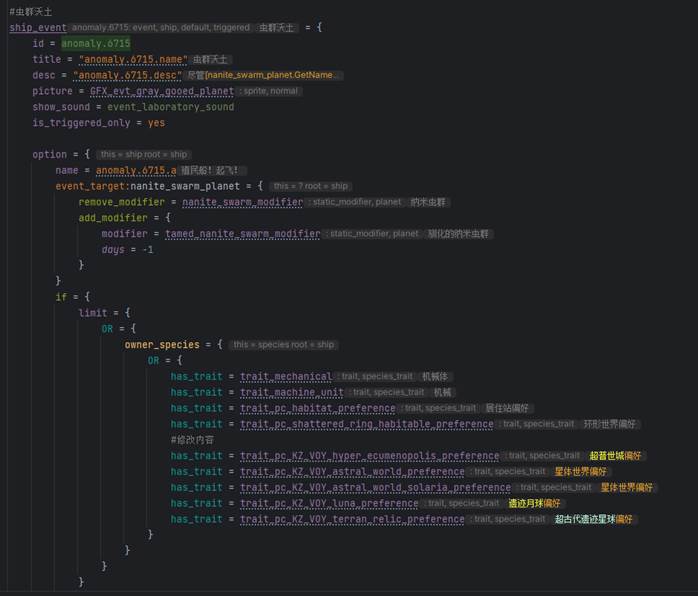 #虫群沃土
ship_event : anomaly.6715: event, ship, default, triggered 虫群沃土 = {
id = anomaly.6715
title = "anomaly.6715.name" 虫群沃土
desc = "anomaly.6715.desc" 尽管[nanite_swarm_planet.GetName...
picture = GFX_evt_gray_gooed_planet : sprite, normal
show_sound = event_laboratory_sound
is_triggered_only = yes
option = { this = ship root = ship
name = anomaly.6715.a 殖民船！起飞！
event_target:nanite_swarm_planet = { this = ? root = ship
remove_modifier = nanite_swarm_modifier : static_modifier, planet 纳米虫群
add_modifier = {
modifier = tamed_nanite_swarm_modifier : static_modifier, planet 驯化的纳米虫群
days = -1
}
}
if = {
limit = {
OR = {
owner_species = { this = species root = ship
OR = {
has_trait = trait_mechanical : trait, species_trait 机械体
has_trait = trait_machine_unit : trait, species_trait 机械
has_trait = trait_pc_habitat_preference : trait, species_trait 居住站偏好
has_trait = trait_pc_shattered_ring_habitable_preference : trait, species_trait 环形世界偏好
#修改内容
has_trait = trait_pc_KZ_VOY_hyper_ecumenopolis_preference : trait, species_trait 超普世城偏好
has_trait = trait_pc_KZ_VOY_astral_world_preference : trait, species_trait 星体世界偏好
has_trait = trait_pc_KZ_VOY_astral_world_solaria_preference : trait, species_trait 星体世界偏好
has_trait = trait_pc_KZ_VOY_luna_preference : trait, species_trait 遗迹月球偏好
has_trait = trait_pc_KZ_VOY_terran_relic_preference : trait, species_trait 超古代遗迹星球偏好
}
}
}
}